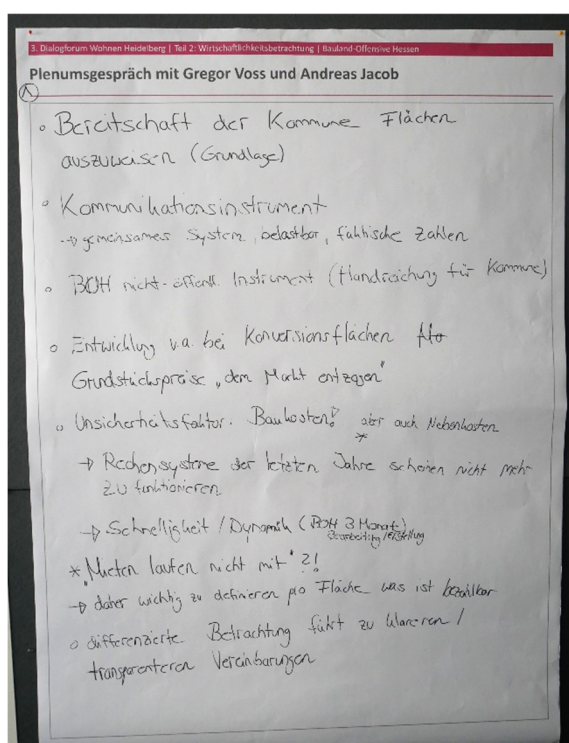 3. Dialogforum Wohnen Heidelberg | Teil 2: Wirtschaftlichkeitsbetrachtung | Bauland-Offensive Hessen
Plenumsgespräch mit Gregor Voss und Andreas Jacob
1
Bereitschaft der Kommune Flächen
auszuweisen (Grundlage)
Kommunikationsinstrument
→ gemeinsames System, belastbar, faktische Zahlen
BOH nicht-öffentl. Instrument (Handreichung für Kommune)
Entwicklung v.a. bei Konversionsflächen
Grundstückspreise „dem Markt entzogen"
Unsicherheitsfaktor: Baukosten! aber auch Nebenkosten
*
→ Rechensysteme der letzten Jahre scheinen nicht mehr
zu funktionieren
→ Schnelligkeit / Dynamik (BOH 3 Monate)
Bearbeitung/Erstellung
* „Mieten laufen nicht mit" ?!
→ daher wichtig zu definieren pro Fläche was ist bezahlbar
differenzierte Betrachtung führt zu klareren /
transparenteren Vereinbarungen